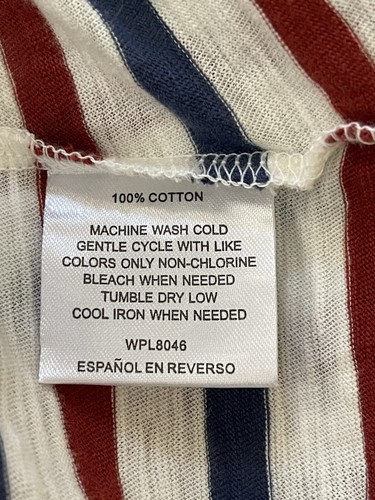 100% COTTON
MACHINE WASH COLD
GENTLE CYCLE WITH LIKE
COLORS ONLY NON-CHLORINE
BLEACH WHEN NEEDED
TUMBLE DRY LOW
COOL IRON WHEN NEEDED
WPL8046
ESPAÑOL EN REVERSO